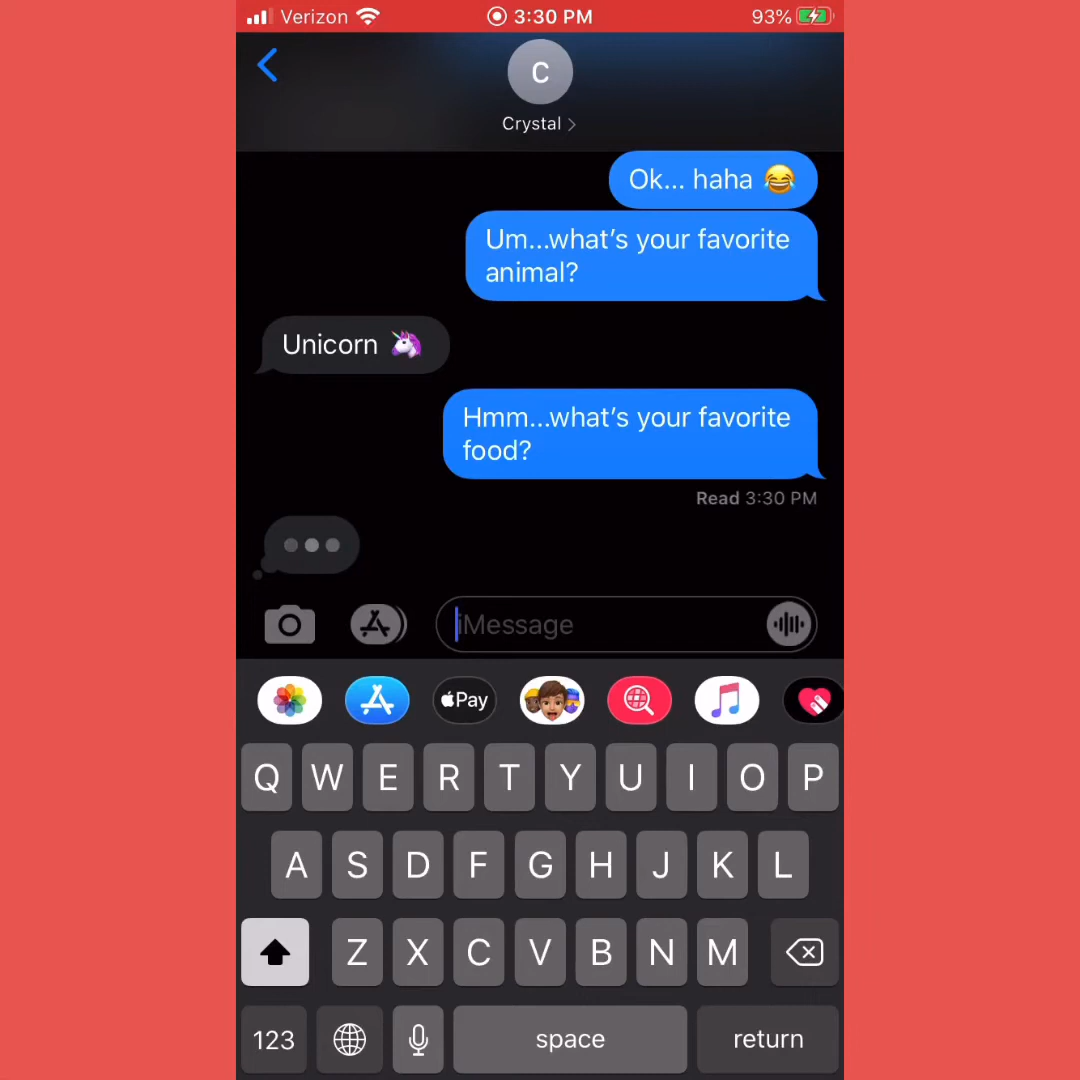 Verizon 3:30 PM 93%
C
Crystal
Ok... haha 😂
Um...what's your favorite
animal?
Unicorn 🦄
Hmm...what's your favorite
food?
Read 3:30 PM
iMessage
Pay
Q W E R T Y U I O P
A S D F G H J K L
Z X C V B N M
123 space return